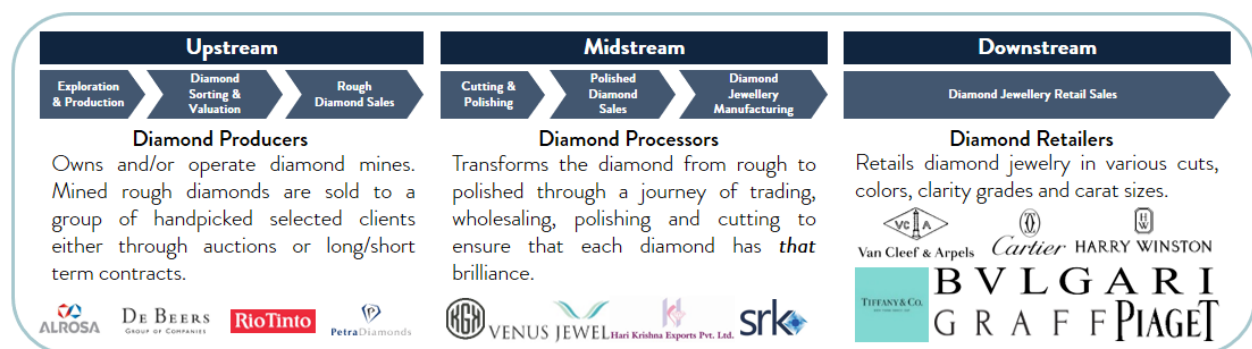 Upstream
Exploration
& Production
Diamond
Sorting &
Valuation
Rough
Diamond Sales
Diamond Producers
Owns and/or operate diamond mines.
Mined rough diamonds are sold to a
group of handpicked selected clients
either through auctions or long/short
term contracts.
ALROSA
DE BEERS
GROUP OF COMPANIES
RioTinto
PetraDiamonds
Midstream
Cutting &
Polishing
Polished
Diamond
Sales
Diamond
Jewellery
Manufacturing
Diamond Processors
Transforms the diamond from rough to
polished through a journey of trading,
wholesaling, polishing and cutting to
ensure that each diamond has that
brilliance.
KGK
VENUS JEWEL
Hari Krishna Exports Pvt. Ltd.
srk
Downstream
Diamond Jewellery Retail Sales
Diamond Retailers
Retails diamond jewelry in various cuts,
colors, clarity grades and carat sizes.
VC A
Van Cleef & Arpels
Cartier
HW
HARRY WINSTON
TIFFANY & CO.
BVLGARI
GRAFF
PIAGET